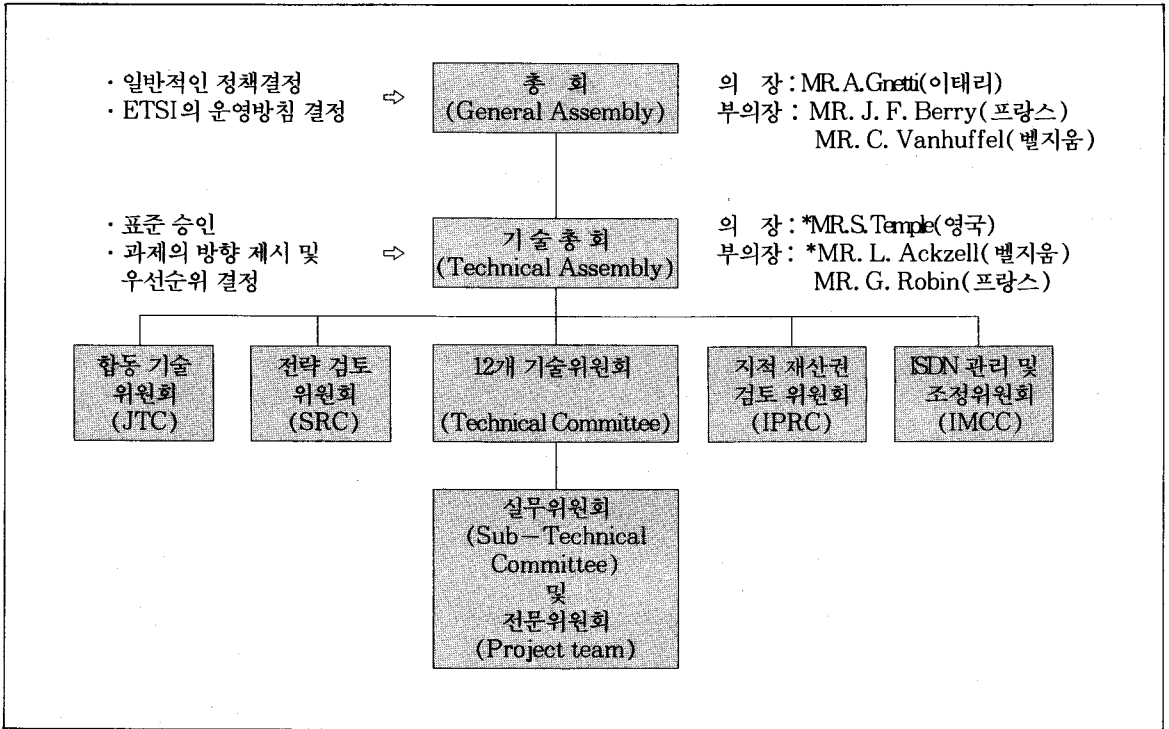 · 일반적인 정책결정
· ETSI의 운영방침 결정
⇨
총 회
(General Assembly)
의 장 : MR.A.Gnetti(이태리)
부의장 : MR. J. F. Berry(프랑스)
MR. C. Vanhuffel(벨지움)
· 표준 승인
· 과제의 방향 제시 및
우선순위 결정
⇨
기 술 총 회
(Technical Assembly)
의 장 : *MR.S. Temple(영국)
부의장 : *MR. L. Ackzell(벨지움)
MR. G. Robin(프랑스)
합동 기술
위원회
(JTC)
전략 검토
위원회
(SRC)
12개 기술위원회
(Technical Committee)
지적 재산권
검토 위원회
(IPRC)
ISDN 관리 및
조정위원회
(IMCC)
실무위원회
(Sub-Technical
Committee)
및
전문위원회
(Project team)